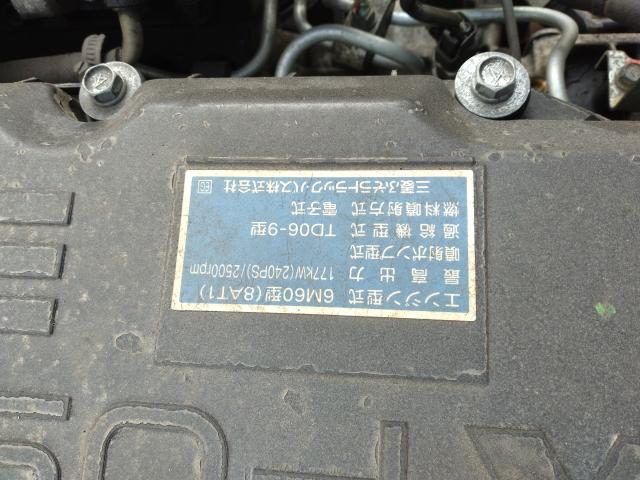 エンジン型式 6M60型(8AT1)
最高出力 177kW(240PS)/2500rpm
噴射ポンプ型式
過給機型式 TD06-9型
燃料噴射方式 電子式
三菱ふそうトラック・バス株式会社 EG